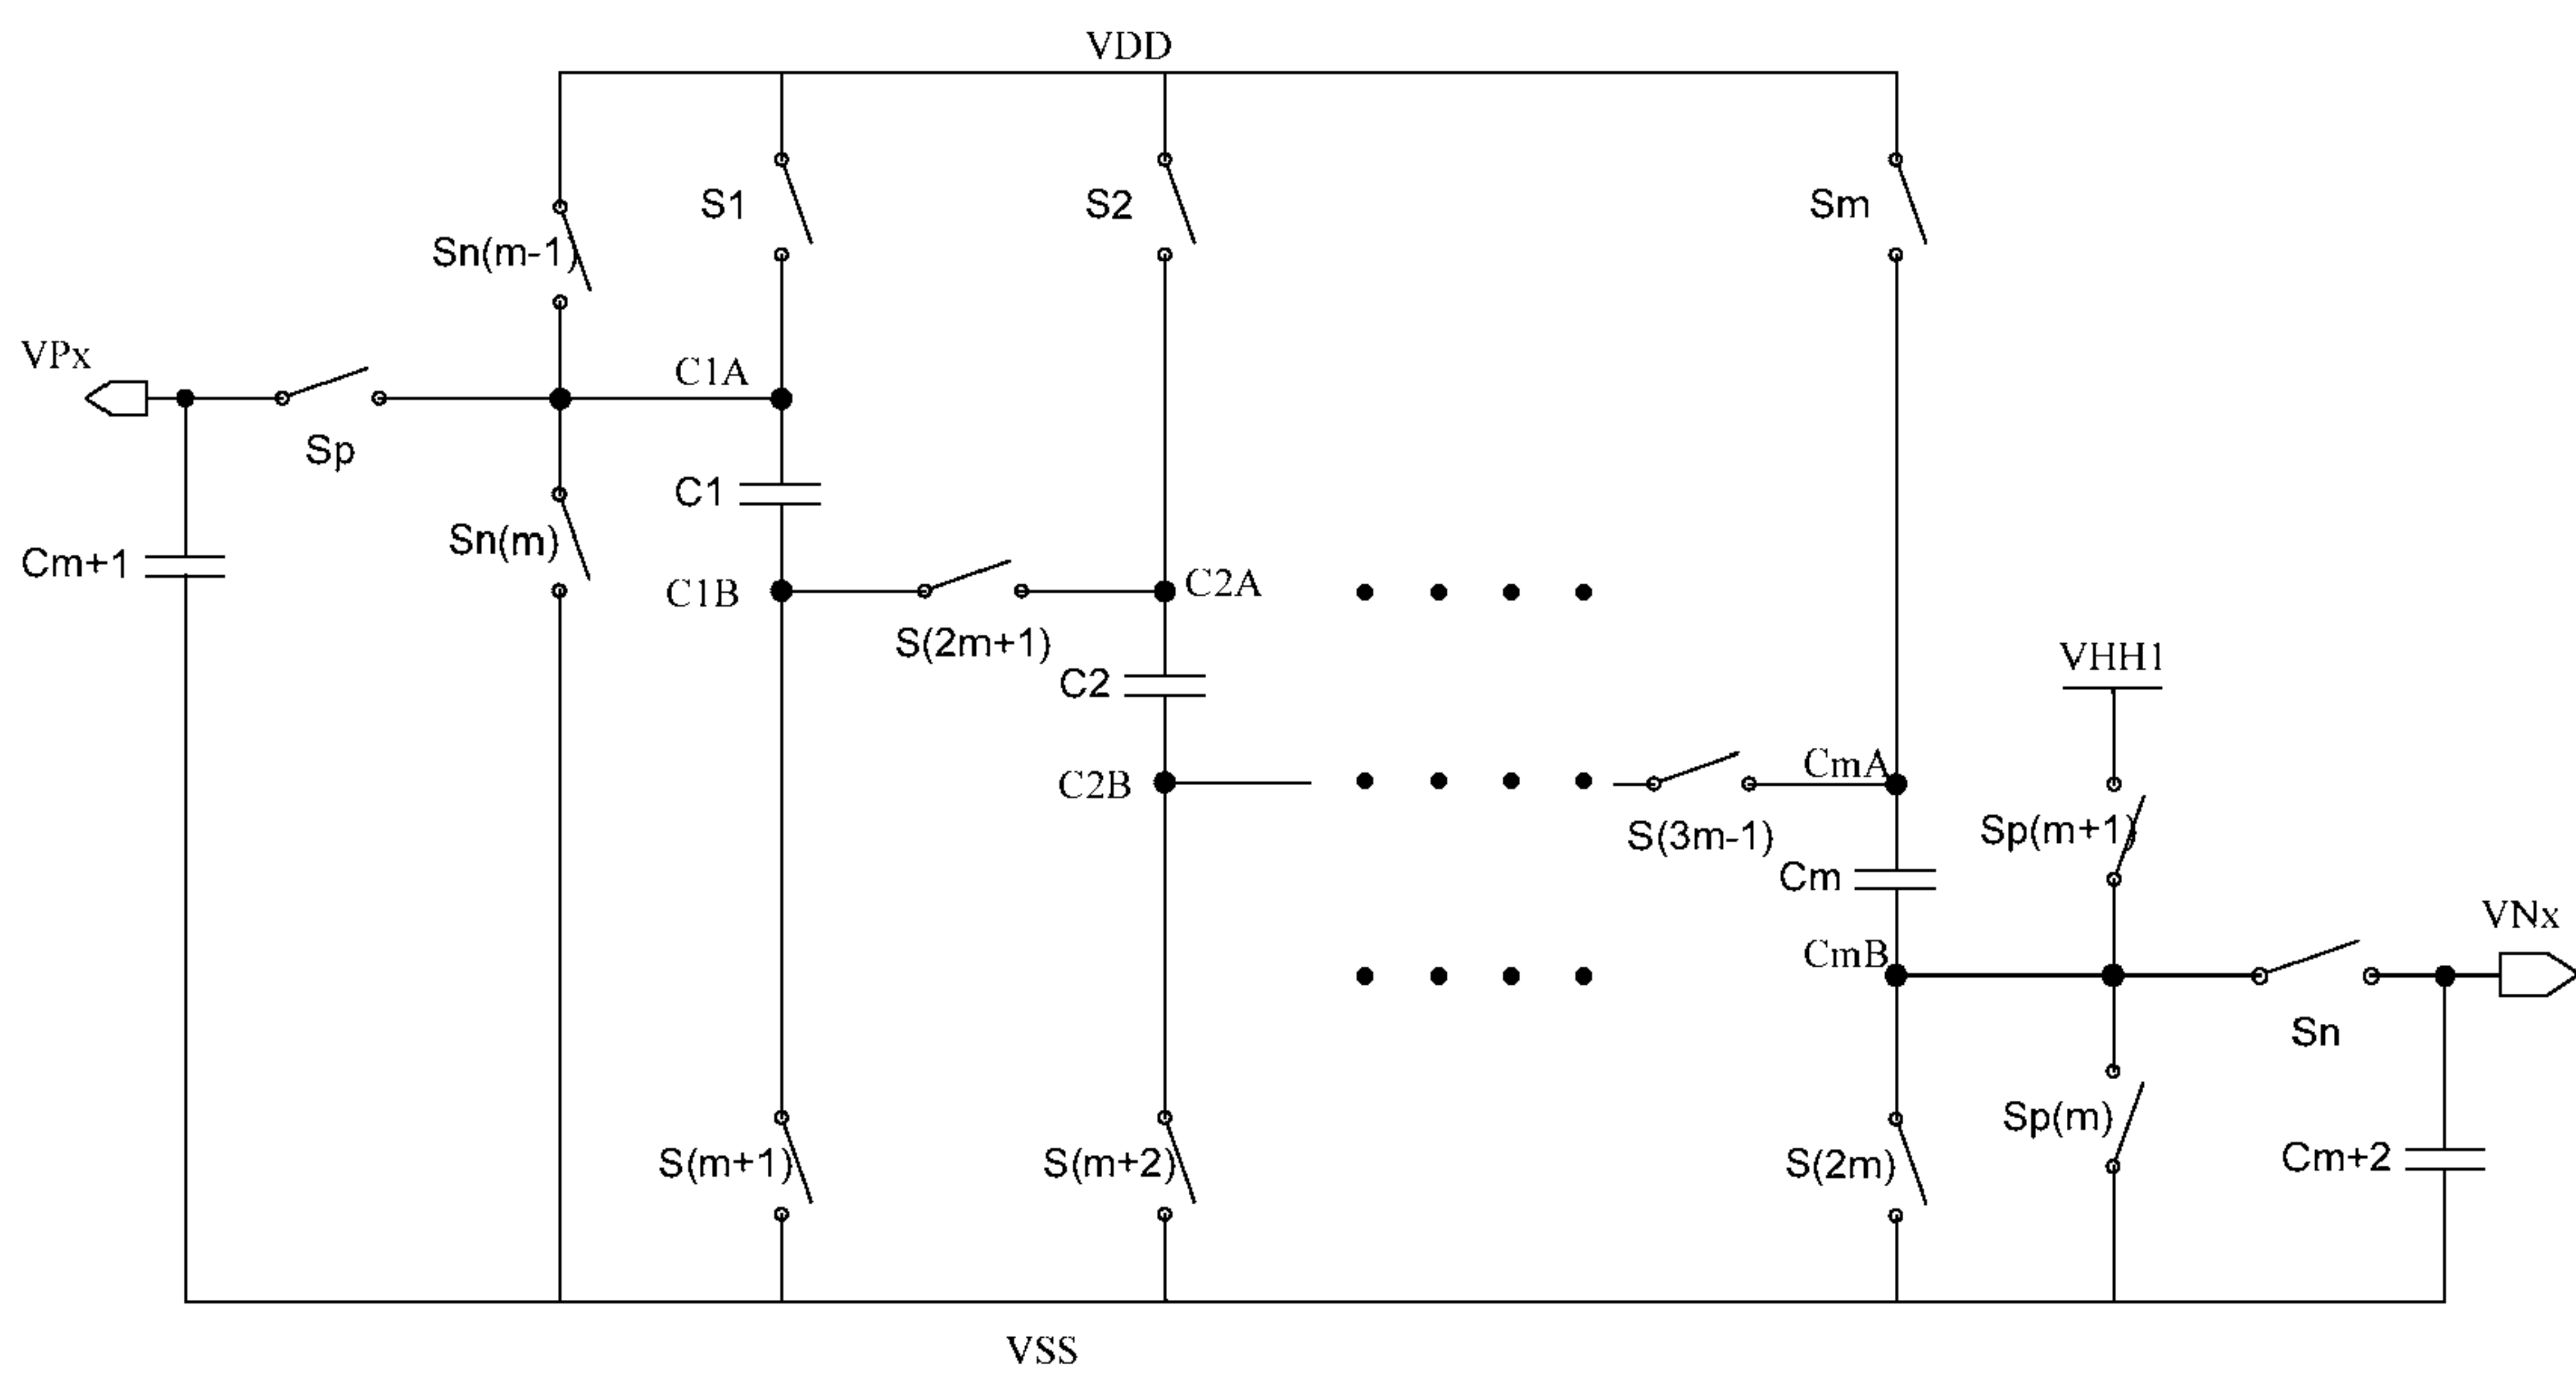 VDD
S1
S2
Sm
Sn(m-1)
VPx
C1A
Sp
C1
Sn(m)
Cm+1
C1B
C2A
S(2m+1)
VHH1
C2
CmA
C2B
S(3m-1)
Sp(m+1)
Cm
VNx
CmB
Sn
Sp(m)
S(m+1)
S(m+2)
S(2m)
Cm+2
VSS